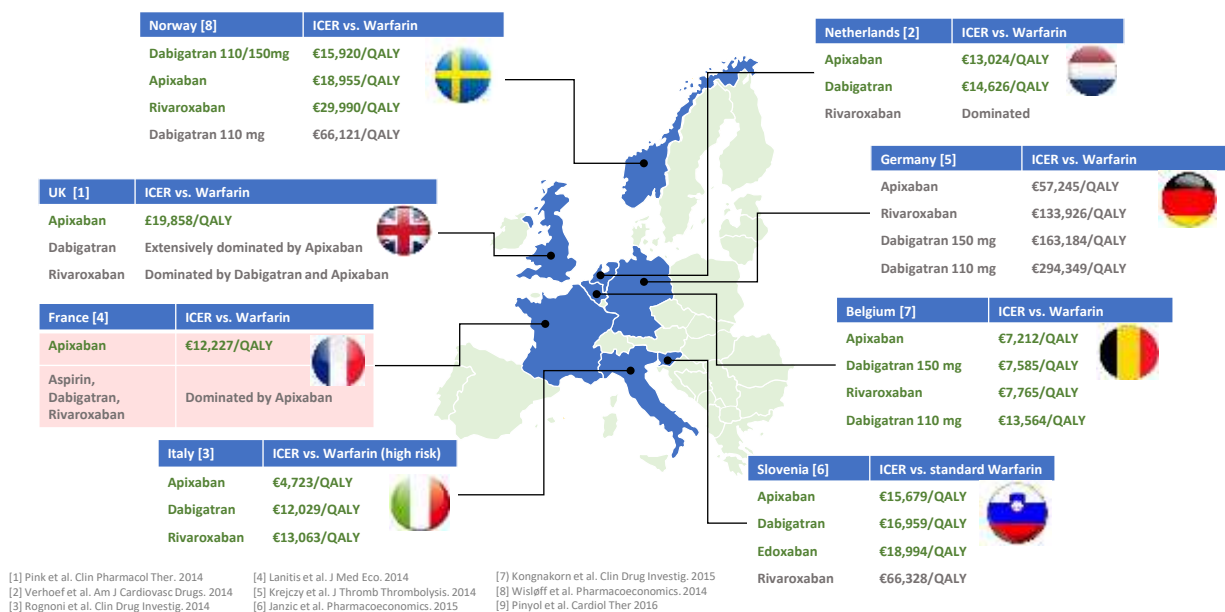 Norway [8] ICER vs. Warfarin
Dabigatran 110/150mg €15,920/QALY
Apixaban €18,955/QALY
Rivaroxaban €29,990/QALY
Dabigatran 110 mg €66,121/QALY
Netherlands [2] ICER vs. Warfarin
Apixaban €13,024/QALY
Dabigatran €14,626/QALY
Rivaroxaban Dominated
UK [1] ICER vs. Warfarin
Apixaban £19,858/QALY
Dabigatran Extensively dominated by Apixaban
Rivaroxaban Dominated by Dabigatran and Apixaban
Germany [5] ICER vs. Warfarin
Apixaban €57,245/QALY
Rivaroxaban €133,926/QALY
Dabigatran 150 mg €163,184/QALY
Dabigatran 110 mg €294,349/QALY
France [4] ICER vs. Warfarin
Apixaban €12,227/QALY
Aspirin,
Dabigatran, Dominated by Apixaban
Rivaroxaban
Belgium [7] ICER vs. Warfarin
Apixaban €7,212/QALY
Dabigatran 150 mg €7,585/QALY
Rivaroxaban €7,765/QALY
Dabigatran 110 mg €13,564/QALY
Italy [3] ICER vs. Warfarin (high risk)
Apixaban €4,723/QALY
Dabigatran €12,029/QALY
Rivaroxaban €13,063/QALY
Slovenia [6] ICER vs. standard Warfarin
Apixaban €15,679/QALY
Dabigatran €16,959/QALY
Edoxaban €18,994/QALY
Rivaroxaban €66,328/QALY
[1] Pink et al. Clin Pharmacol Ther. 2014
[2] Verhoef et al. Am J Cardiovasc Drugs. 2014
[3] Rognoni et al. Clin Drug Investig. 2014
[4] Lanitis et al. J Med Eco. 2014
[5] Krejczy et al. J Thromb Thrombolysis. 2014
[6] Janzic et al. Pharmacoeconomics. 2015
[7] Kongnakorn et al. Clin Drug Investig. 2015
[8] Wisløff et al. Pharmacoeconomics. 2014
[9] Pinyol et al. Cardiol Ther 2016